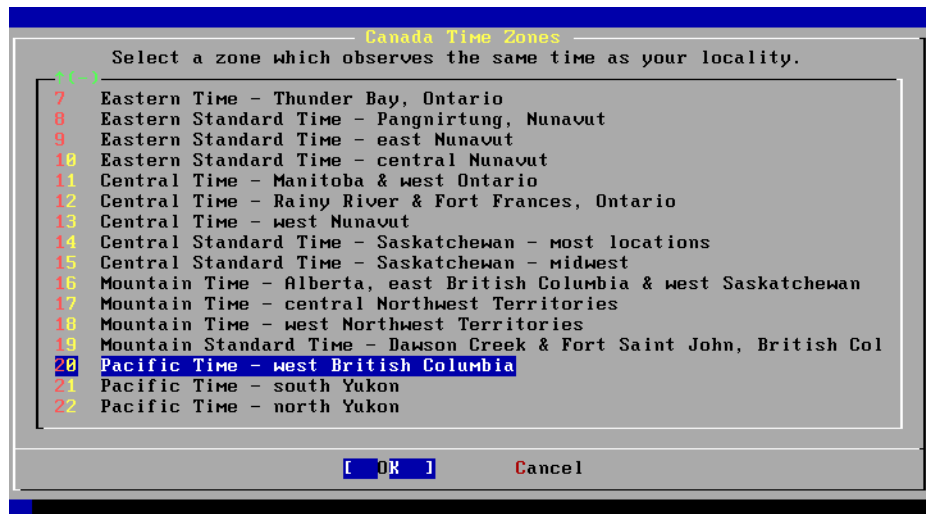 Canada Time Zones
Select a zone which observes the same time as your locality.
↑(-)
7 Eastern Time - Thunder Bay, Ontario
8 Eastern Standard Time - Pangnirtung, Nunavut
9 Eastern Standard Time - east Nunavut
10 Eastern Standard Time - central Nunavut
11 Central Time - Manitoba & west Ontario
12 Central Time - Rainy River & Fort Frances, Ontario
13 Central Time - west Nunavut
14 Central Standard Time - Saskatchewan - most locations
15 Central Standard Time - Saskatchewan - midwest
16 Mountain Time - Alberta, east British Columbia & west Saskatchewan
17 Mountain Time - central Northwest Territories
18 Mountain Time - west Northwest Territories
19 Mountain Standard Time - Dawson Creek & Fort Saint John, British Col
20 Pacific Time - west British Columbia
21 Pacific Time - south Yukon
22 Pacific Time - north Yukon
[ OK ] Cancel